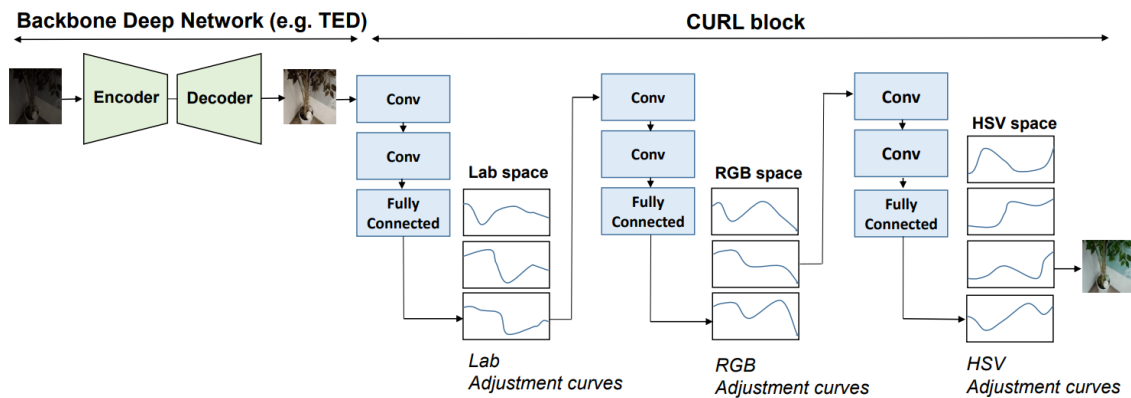 Backbone Deep Network (e.g. TED)
CURL block
Encoder
Decoder
Conv
Conv
Fully
Connected
Lab space
Lab
Adjustment curves
Conv
Conv
Fully
Connected
RGB space
RGB
Adjustment curves
Conv
Conv
Fully
Connected
HSV space
HSV
Adjustment curves